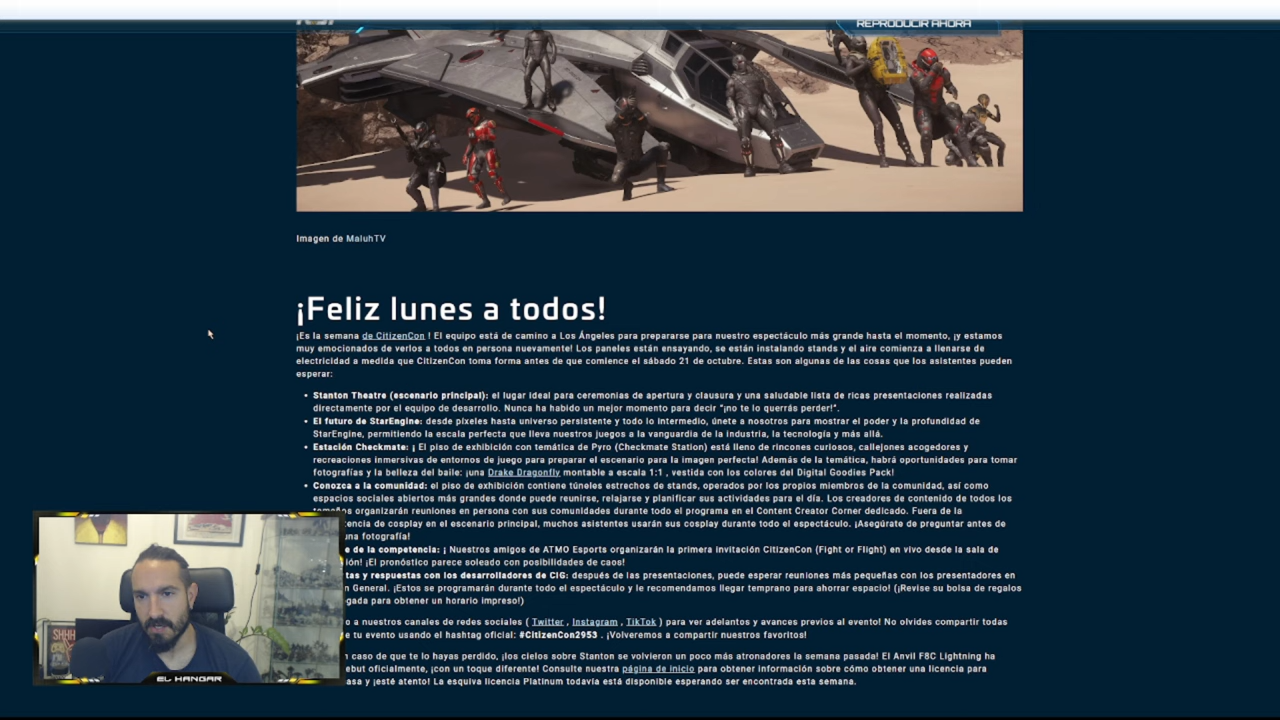 REPRODUCIR AHORA
Imagen de MaluhTV
¡Feliz lunes a todos!
¡Es la semana de CitizenCon ! El equipo está de camino a Los Ángeles para prepararse para nuestro espectáculo más grande hasta el momento, ¡y estamos
muy emocionados de verlos a todos en persona nuevamente! Los paneles están ensayando, se están instalando stands y el aire comienza a llenarse de
electricidad a medida que CitizenCon toma forma antes de que comience el sábado 21 de octubre. Estas son algunas de las cosas que los asistentes pueden
esperar:
• Stanton Theatre (escenario principal): el lugar ideal para ceremonias de apertura y clausura y una saludable lista de ricas presentaciones realizadas
directamente por el equipo de desarrollo. Nunca ha habido un mejor momento para decir "¡no te lo querrás perder!".
• El futuro de StarEngine: desde píxeles hasta universo persistente y todo lo intermedio, únete a nosotros para mostrar el poder y la profundidad de
StarEngine, permitiendo la escala perfecta que lleva nuestros juegos a la vanguardia de la industria, la tecnología y más allá.
• Estación Checkmate: ¡ El piso de exhibición con temática de Pyro (Checkmate Station) está lleno de rincones curiosos, callejones acogedores y
recreaciones inmersivas de entornos de juego para preparar el escenario para la imagen perfecta! Además de la temática, habrá oportunidades para tomar
fotografías y la belleza del baile: ¡una Drake Dragonfly montable a escala 1:1 , vestida con los colores del Digital Goodies Pack!
• Conozca a la comunidad: el piso de exhibición contiene túneles estrechos de stands, operados por los propios miembros de la comunidad, así como
espacios sociales abiertos más grandes donde puede reunirse, relajarse y planificar sus actividades para el día. Los creadores de contenido de todos los
tamaños organizarán reuniones en persona con sus comunidades durante todo el programa en el Content Creator Corner dedicado. Fuera de la
tencia de cosplay en el escenario principal, muchos asistentes usarán sus cosplay durante todo el espectáculo. ¡Asegúrate de preguntar antes de
una fotografía!
e de la competencia: ¡ Nuestros amigos de ATMO Esports organizarán la primera invitación CitizenCon (Fight or Flight) en vivo desde la sala de
ión! ¡El pronóstico parece soleado con posibilidades de caos!
tas y respuestas con los desarrolladores de CIG: después de las presentaciones, puede esperar reuniones más pequeñas con los presentadores en
n General. ¡Estos se programarán durante todo el espectáculo y le recomendamos llegar temprano para ahorrar espacio! (¡Revise su bolsa de regalos
egada para obtener un horario impreso!)
o a nuestros canales de redes sociales ( Twitter , Instagram , TikTok ) para ver adelantos y avances previos al evento! No olvides compartir todas
e tu evento usando el hashtag oficial: #CitizenCon2953 . ¡Volveremos a compartir nuestros favoritos!
n caso de que te lo hayas perdido, ¡los cielos sobre Stanton se volvieron un poco más atronadores la semana pasada! El Anvil F8C Lightning ha
ebut oficialmente, ¡con un toque diferente! Consulte nuestra página de inicio para obtener información sobre cómo obtener una licencia para
asa y ¡esté atento! La esquiva licencia Platinum todavía está disponible esperando ser encontrada esta semana.
EL HANGAR